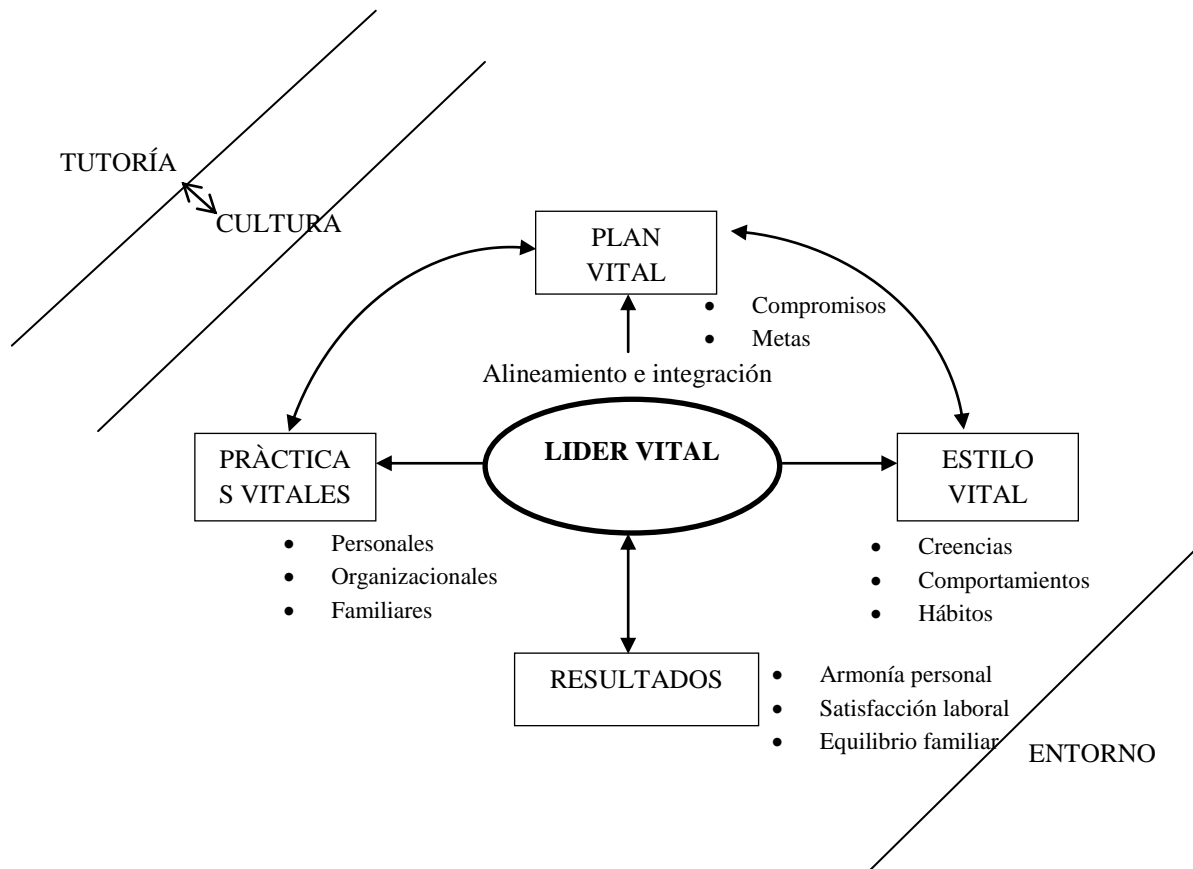 TUTORÍA
CULTURA
PLAN
VITAL
• Compromisos
• Metas
Alineamiento e integración
LIDER VITAL
PRÀCTICA
S VITALES
ESTILO
VITAL
• Personales
• Organizacionales
• Familiares
• Creencias
• Comportamientos
• Hábitos
RESULTADOS
• Armonía personal
• Satisfacción laboral
• Equilibrio familiar
ENTORNO